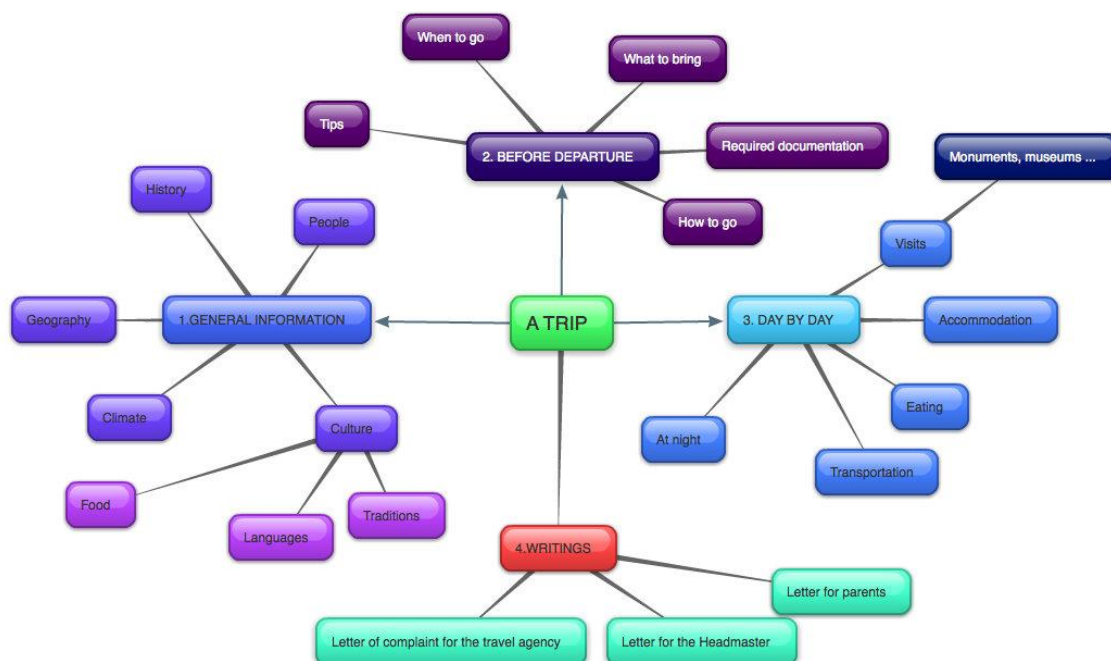 When to go
What to bring
Tips
2. BEFORE DEPARTURE
Required documentation
Monuments, museums ...
How to go
History
People
Visits
Geography
1.GENERAL INFORMATION
A TRIP
3. DAY BY DAY
Accommodation
Climate
Culture
Eating
At night
Transportation
Food
Languages
Traditions
4.WRITINGS
Letter for parents
Letter of complaint for the travel agency
Letter for the Headmaster